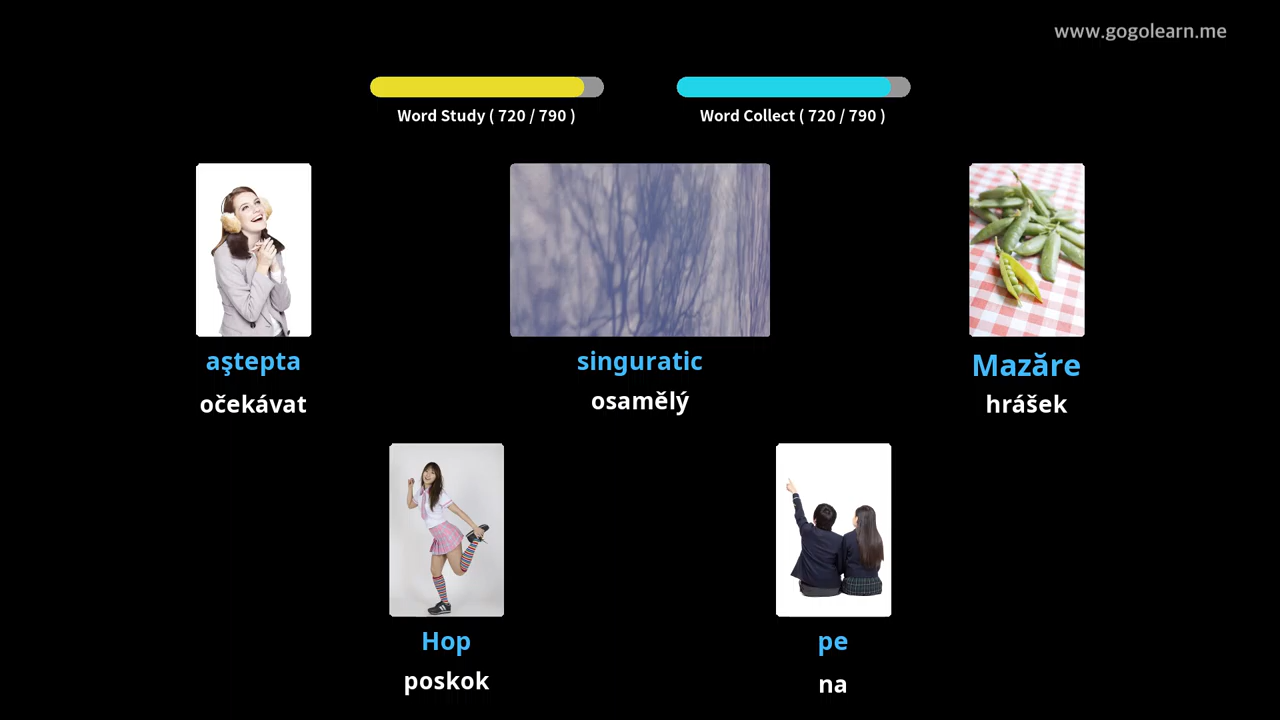 www.gogolearn.me
Word Study ( 720 / 790 )
Word Collect ( 720 / 790 )
aştepta
singuratic
Mazăre
očekávat
osamělý
hrášek
Hop
pe
poskok
na